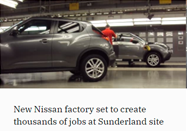 New Nissan factory set to create
thousands of jobs at Sunderland site